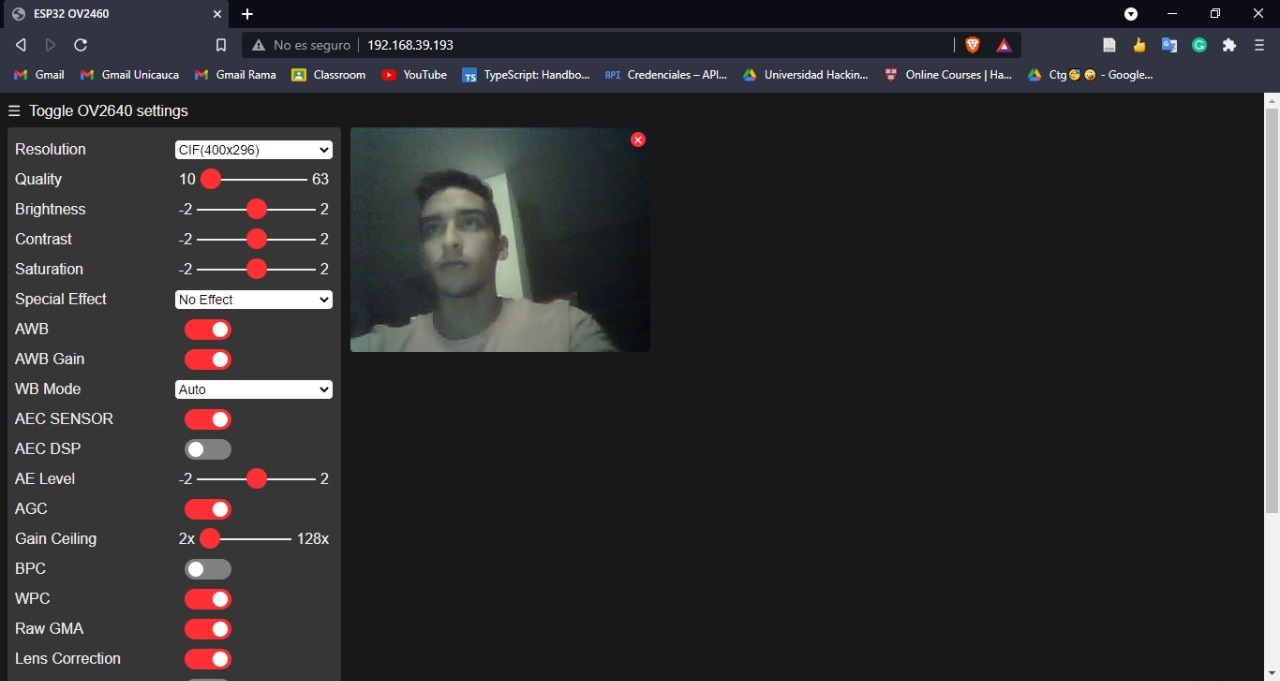 ESP32 OV2460
No es seguro 192.168.39.193
Gmail Gmail Unicauca Gmail Rama Classroom YouTube TS TypeScript: Handbo... API Credenciales – API... Universidad Hackin... Online Courses | Ha... Ctg🤓🤪 - Google...
☰ Toggle OV2640 settings
Resolution CIF(400x296)
Quality 10 63
Brightness -2 2
Contrast -2 2
Saturation -2 2
Special Effect No Effect
AWB
AWB Gain
WB Mode Auto
AEC SENSOR
AEC DSP
AE Level -2 2
AGC
Gain Ceiling 2x 128x
BPC
WPC
Raw GMA
Lens Correction